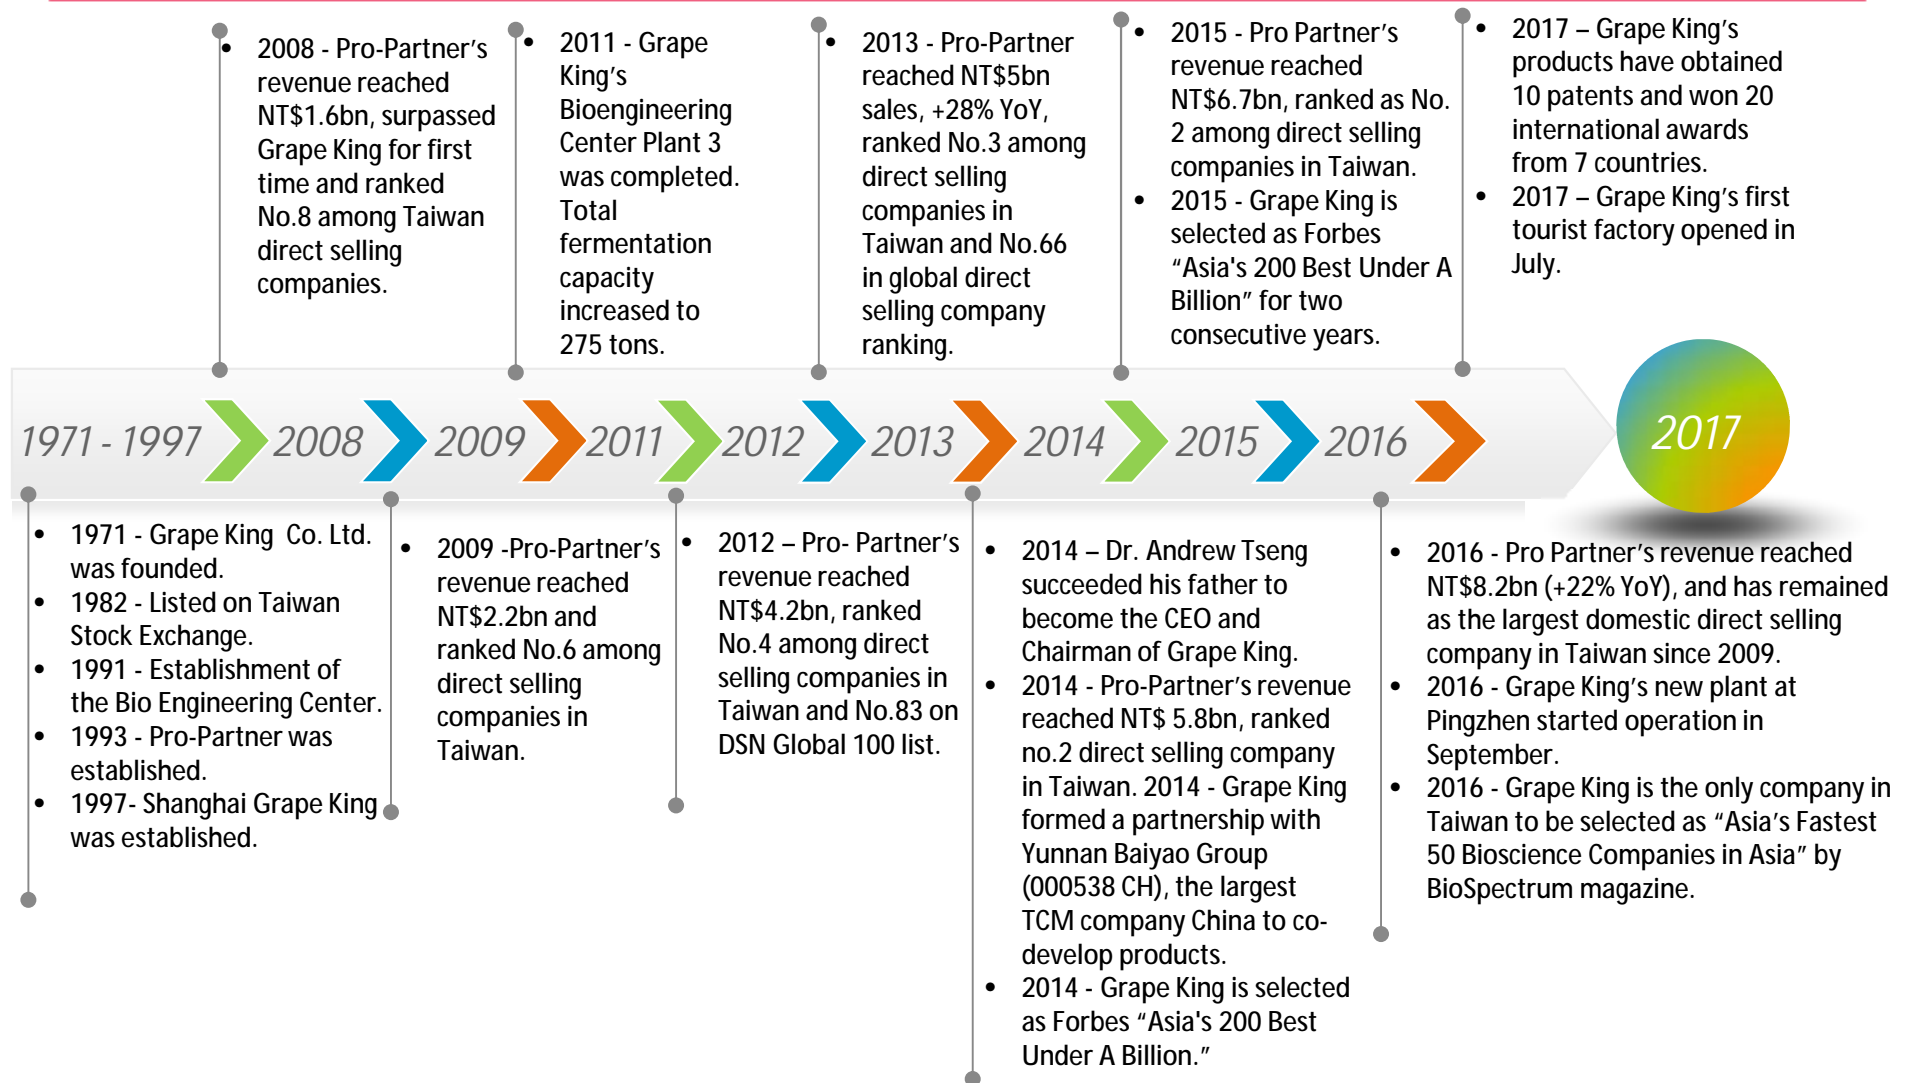 • 2008 - Pro-Partner's
revenue reached
NT$1.6bn, surpassed
Grape King for first
time and ranked
No.8 among Taiwan
direct selling
companies.
• 2011 - Grape
King's
Bioengineering
Center Plant 3
was completed.
Total
fermentation
capacity
increased to
275 tons.
• 2013 - Pro-Partner
reached NT$5bn
sales, +28% YoY,
ranked No.3 among
direct selling
companies in
Taiwan and No.66
in global direct
selling company
ranking.
• 2015 - Pro Partner's
revenue reached
NT$6.7bn, ranked as No.
2 among direct selling
companies in Taiwan.
• 2015 - Grape King is
selected as Forbes
“Asia's 200 Best Under A
Billion” for two
consecutive years.
• 2017 – Grape King's
products have obtained
10 patents and won 20
international awards
from 7 countries.
• 2017 – Grape King's first
tourist factory opened in
July.
1971 - 1997 2008 2009 2011 2012 2013 2014 2015 2016 2017
• 1971 - Grape King Co. Ltd.
was founded.
• 1982 - Listed on Taiwan
Stock Exchange.
• 1991 - Establishment of
the Bio Engineering Center.
• 1993 - Pro-Partner was
established.
• 1997- Shanghai Grape King
was established.
• 2009 -Pro-Partner's
revenue reached
NT$2.2bn and
ranked No.6 among
direct selling
companies in
Taiwan.
• 2012 – Pro- Partner's
revenue reached
NT$4.2bn, ranked
No.4 among direct
selling companies in
Taiwan and No.83 on
DSN Global 100 list.
• 2014 – Dr. Andrew Tseng
succeeded his father to
become the CEO and
Chairman of Grape King.
• 2014 - Pro-Partner's revenue
reached NT$ 5.8bn, ranked
no.2 direct selling company
in Taiwan. 2014 - Grape King
formed a partnership with
Yunnan Baiyao Group
(000538 CH), the largest
TCM company China to co-
develop products.
• 2014 - Grape King is selected
as Forbes “Asia's 200 Best
Under A Billion.”
• 2016 - Pro Partner's revenue reached
NT$8.2bn (+22% YoY), and has remained
as the largest domestic direct selling
company in Taiwan since 2009.
• 2016 - Grape King's new plant at
Pingzhen started operation in
September.
• 2016 - Grape King is the only company in
Taiwan to be selected as “Asia's Fastest
50 Bioscience Companies in Asia” by
BioSpectrum magazine.